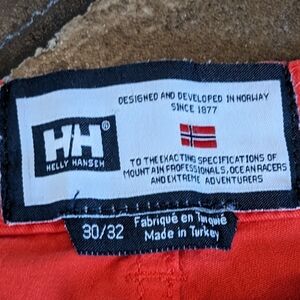 DESIGNED AND DEVELOPED IN NORWAY
SINCE 1877
HH®
HELLY HANSEN
TO THE EXACTING SPECIFICATIONS OF
MOUNTAIN PROFESSIONALS, OCEAN RACERS
AND EXTREME ADVENTURERS
30/32
Fabriqué en Turquie
Made in Turkey